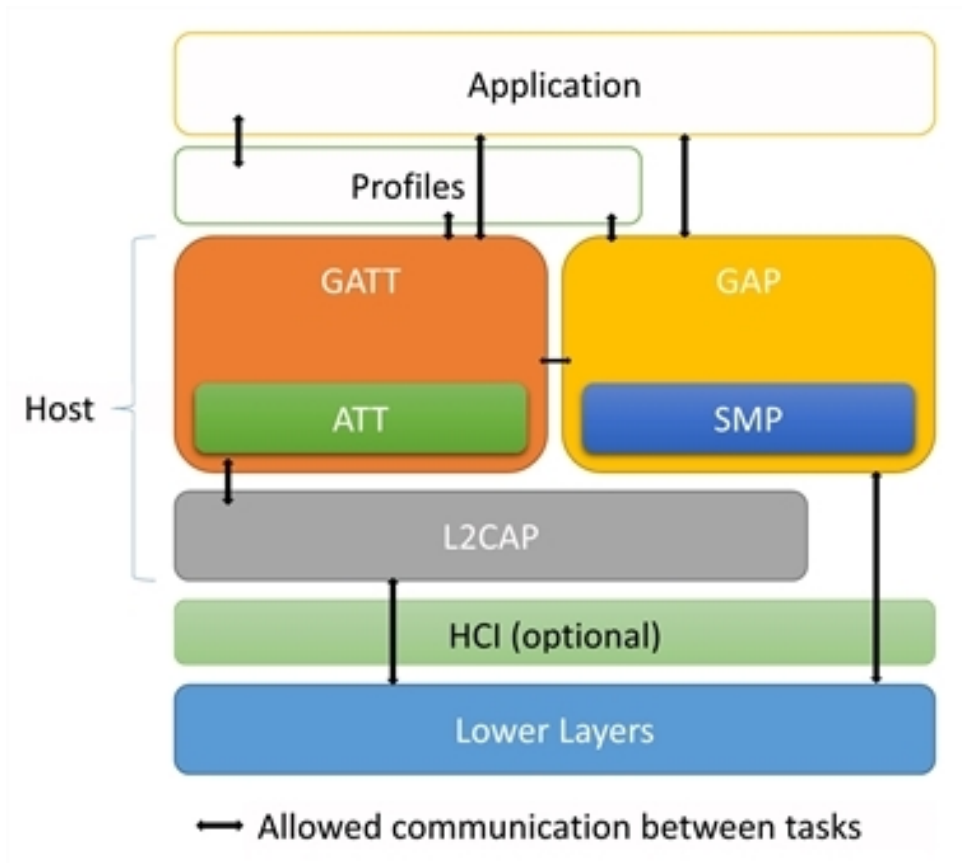 Application
Profiles
GATT
GAP
Host
ATT
SMP
L2CAP
HCI (optional)
Lower Layers
Allowed communication between tasks